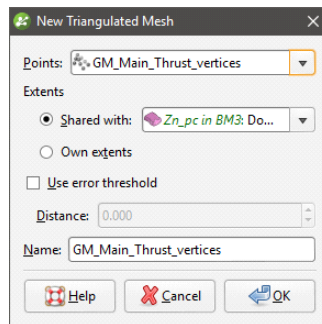 New Triangulated Mesh
Points: GM_Main_Thrust_vertices
Extents
Shared with: Zn_pc in BM3: Do...
Own extents
Use error threshold
Distance: 0.000
Name: GM_Main_Thrust_vertices
Help Cancel OK